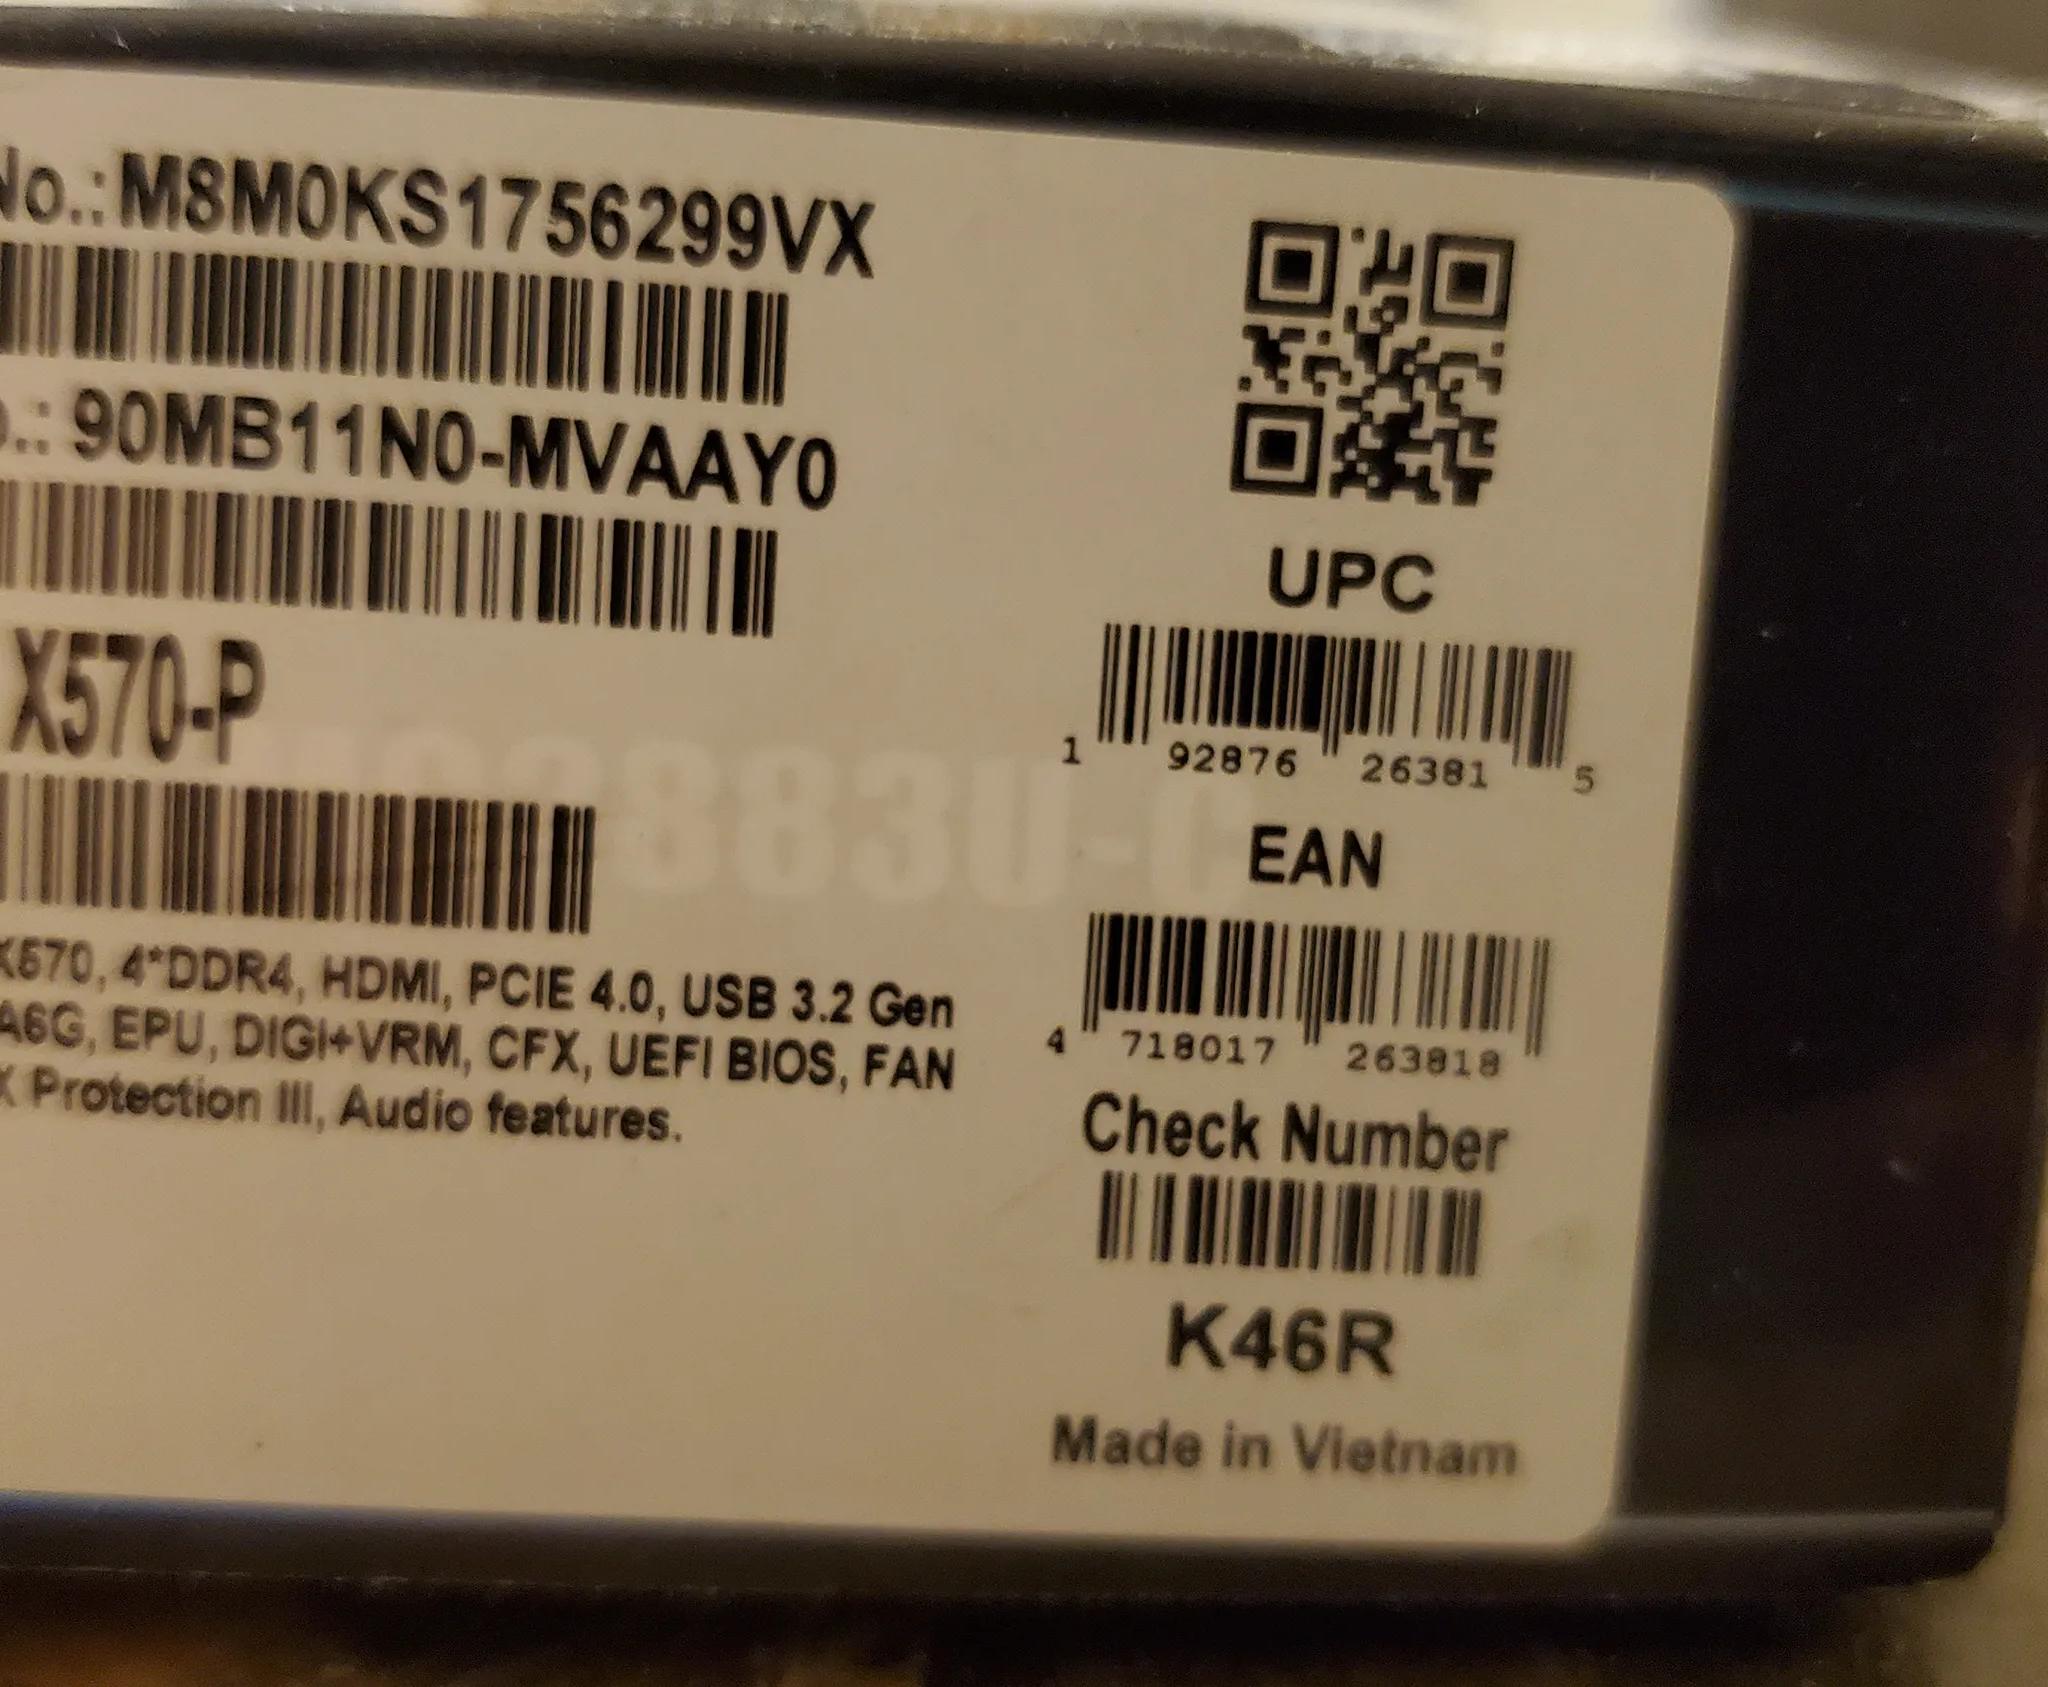 No.:M8M0KS1756299VX
.: 90MB11N0-MVAAY0
X570-P
X570, 4*DDR4, HDMI, PCIE 4.0, USB 3.2 Gen
A6G, EPU, DIGI+VRM, CFX, UEFI BIOS, FAN
X Protection III, Audio features.
883U-C
UPC
1 92876 26381 5
EAN
4 718017 263818
Check Number
K46R
Made in Vietnam